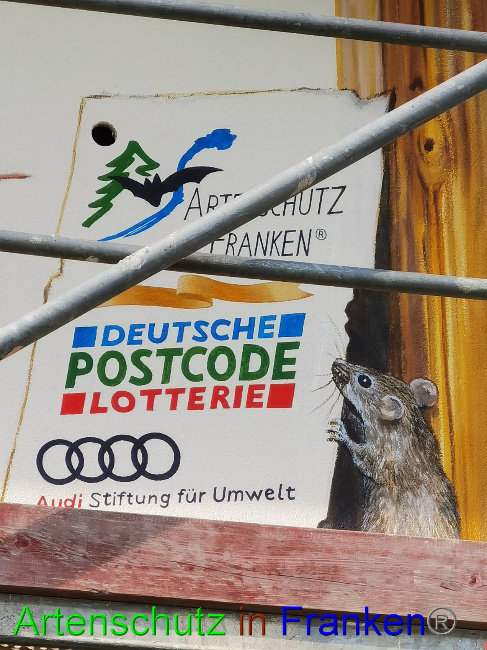 ARTENSCHUTZ
FRANKEN®
DEUTSCHE
POSTCODE
LOTTERIE
Audi Stiftung für Umwelt
Artenschutz in Franken®